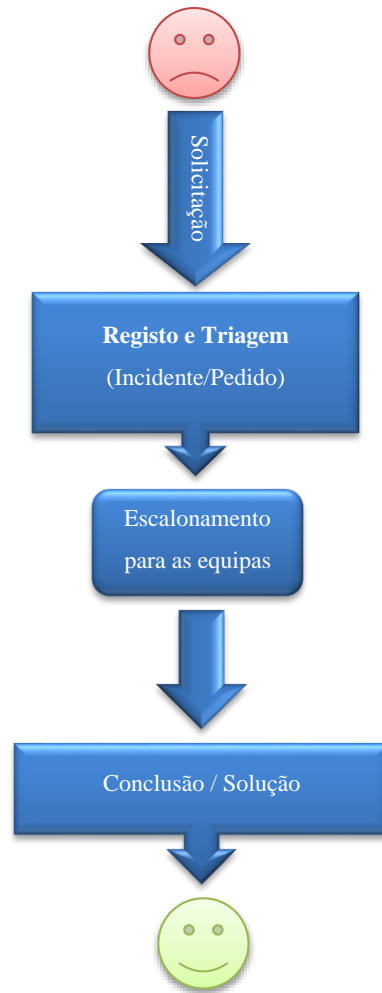 Solicitação
Registo e Triagem
(Incidente/Pedido)
Escalonamento
para as equipas
Conclusão / Solução